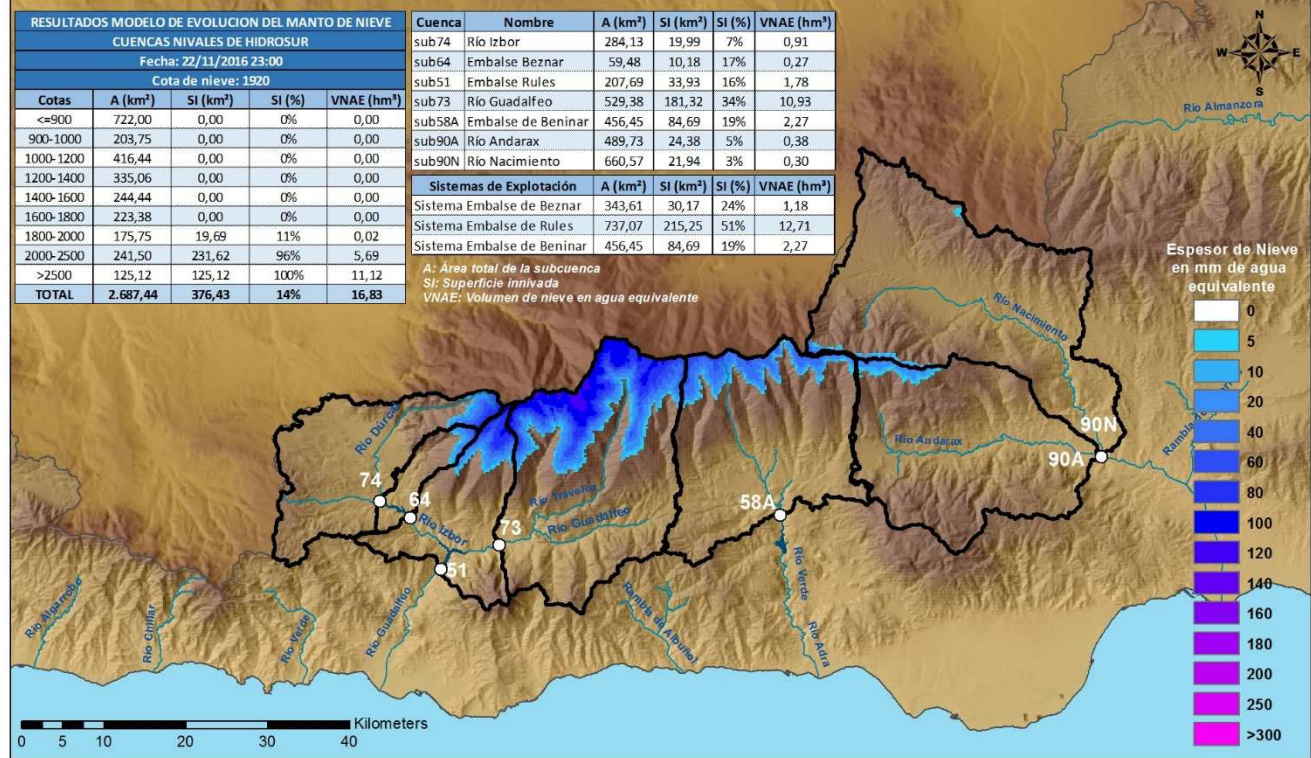 RESULTADOS MODELO DE EVOLUCION DEL MANTO DE NIEVE
CUENCAS NIVALES DE HIDROSUR
Fecha: 22/11/2016 23:00
Cota de nieve: 1920
Cotas A (km²) SI (km²) SI (%) VNAE (hm³)
<=900 722,00 0,00 0% 0,00
900-1000 203,75 0,00 0% 0,00
1000-1200 416,44 0,00 0% 0,00
1200-1400 335,06 0,00 0% 0,00
1400-1600 244,44 0,00 0% 0,00
1600-1800 223,38 0,00 0% 0,00
1800-2000 175,75 19,69 11% 0,02
2000-2500 241,50 231,62 96% 5,69
>2500 125,12 125,12 100% 11,12
TOTAL 2.687,44 376,43 14% 16,83
Cuenca Nombre A (km²) SI (km²) SI (%) VNAE (hm³)
sub74 Río Izbor 284,13 19,99 7% 0,91
sub64 Embalse Beznar 59,48 10,18 17% 0,27
sub51 Embalse Rules 207,69 33,93 16% 1,78
sub73 Río Guadalfeo 529,38 181,32 34% 10,93
sub58A Embalse de Beninar 456,45 84,69 19% 2,27
sub90A Río Andarax 489,73 24,38 5% 0,38
sub90N Río Nacimiento 660,57 21,94 3% 0,30
Sistemas de Explotación A (km²) SI (km²) SI (%) VNAE (hm³)
Sistema Embalse de Beznar 343,61 30,17 24% 1,18
Sistema Embalse de Rules 737,07 215,25 51% 12,71
Sistema Embalse de Beninar 456,45 84,69 19% 2,27
A: Área total de la subcuenca
SI: Superficie innivada
VNAE: Volumen de nieve en agua equivalente
N
W E
S
Río Almanzora
Espesor de Nieve
en mm de agua
equivalente
0
5
10
20
40
60
80
100
120
140
160
180
200
250
>300
Río Nacimiento
Rambla de
90N
Río Andarax
90A
Río Dúrcal
74
64
Río Izbor
73
51
Río Trevelez
Río Guadalfeo
58A
Río Verde
Río Adra
Rambla de Albuñol
Río Guadalfeo
Río Verde
Río Chillar
Río Algarrobo
Kilometers
0 5 10 20 30 40